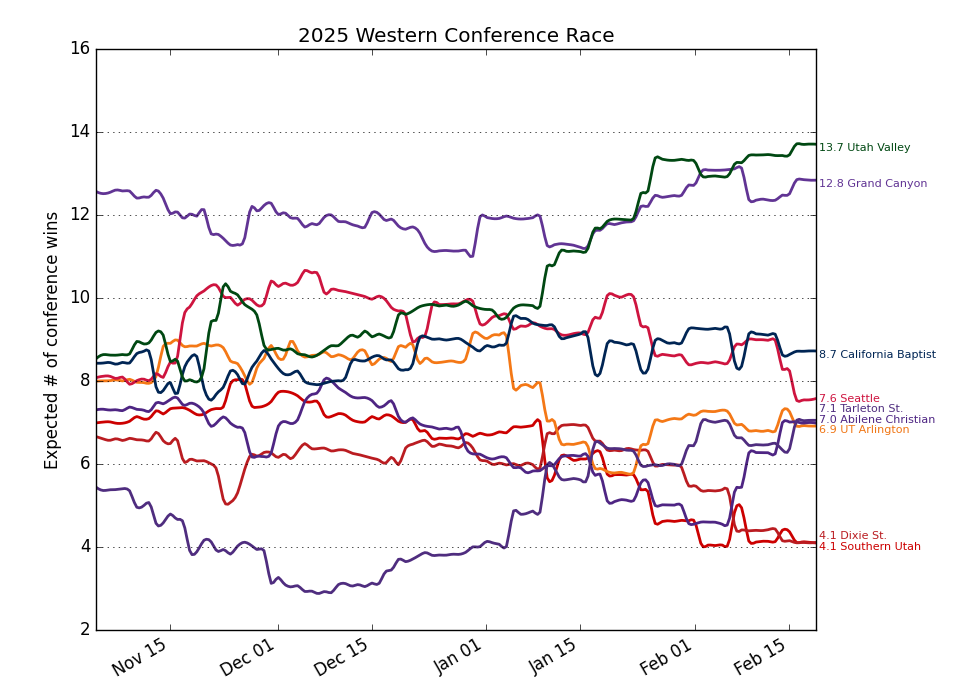 2025 Western Conference Race
Expected # of conference wins
16
14
12
10
8
6
4
2
13.7 Utah Valley
12.8 Grand Canyon
8.7 California Baptist
7.6 Seattle
7.1 Tarleton St.
7.0 Abilene Christian
6.9 UT Arlington
4.1 Dixie St.
4.1 Southern Utah
Nov 15
Dec 01
Dec 15
Jan 01
Jan 15
Feb 01
Feb 15